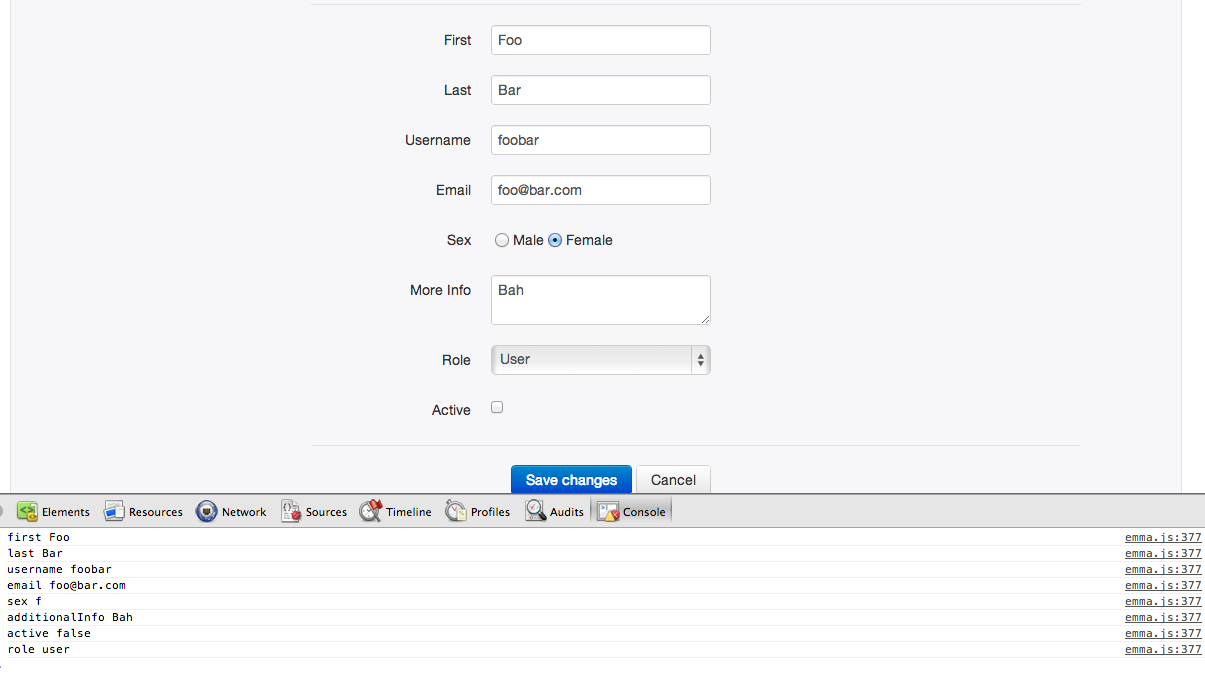 First Foo
Last Bar
Username foobar
Email foo@bar.com
Sex Male Female
More Info Bah
Role User
Active
Save changes Cancel
Elements Resources Network Sources Timeline Profiles Audits Console
first Foo emma.js:377
last Bar emma.js:377
username foobar emma.js:377
email foo@bar.com emma.js:377
sex f emma.js:377
additionalInfo Bah emma.js:377
active false emma.js:377
role user emma.js:377